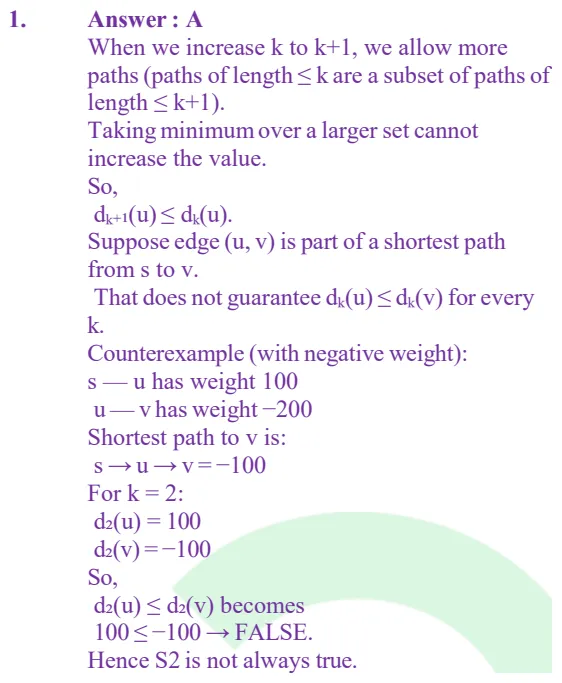 1. Answer : A
When we increase k to k+1, we allow more
paths (paths of length ≤ k are a subset of paths of
length ≤ k+1).
Taking minimum over a larger set cannot
increase the value.
So,
dₖ₊₁(u) ≤ dₖ(u).
Suppose edge (u, v) is part of a shortest path
from s to v.
That does not guarantee dₖ(u) ≤ dₖ(v) for every
k.
Counterexample (with negative weight):
s — u has weight 100
u — v has weight −200
Shortest path to v is:
s → u → v = −100
For k = 2:
d₂(u) = 100
d₂(v) = −100
So,
d₂(u) ≤ d₂(v) becomes
100 ≤ −100 → FALSE.
Hence S2 is not always true.